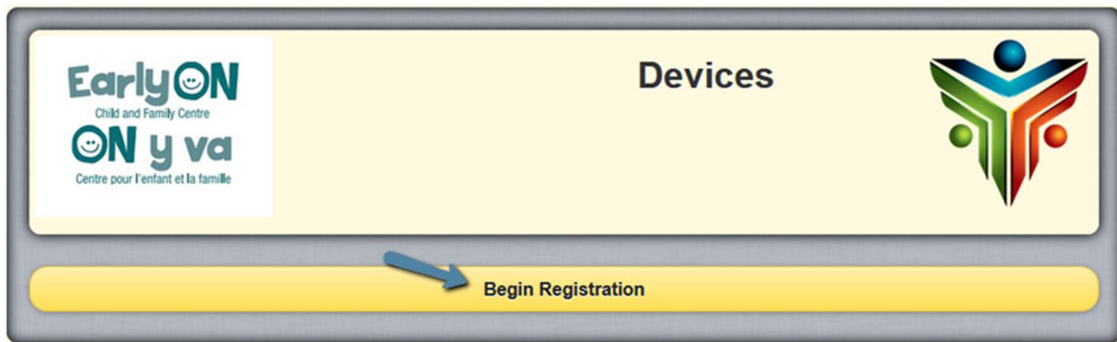 EarlyON
Child and Family Centre
ON y va
Centre pour l'enfant et la famille
Devices
Begin Registration